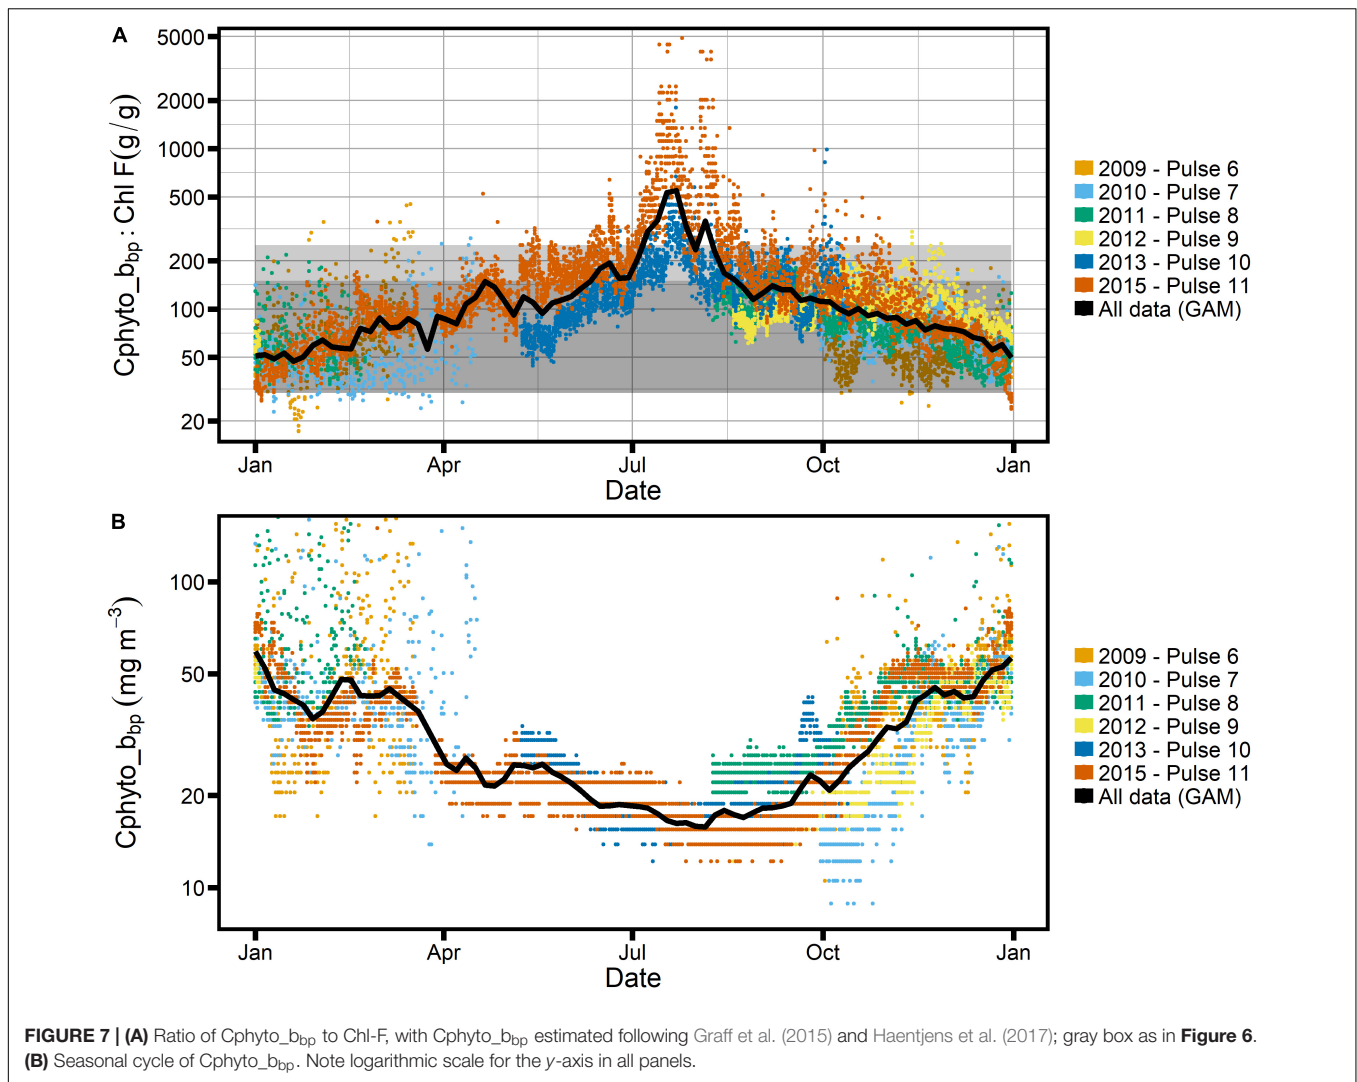 A
5000
2000
1000
500
200
100
50
20
Cphyto_bbp : Chl F(g/g)
Jan Apr Jul Oct Jan
Date
2009 - Pulse 6
2010 - Pulse 7
2011 - Pulse 8
2012 - Pulse 9
2013 - Pulse 10
2015 - Pulse 11
All data (GAM)
B
100
50
20
10
Cphyto_bbp (mg m−3)
Jan Apr Jul Oct Jan
Date
2009 - Pulse 6
2010 - Pulse 7
2011 - Pulse 8
2012 - Pulse 9
2013 - Pulse 10
2015 - Pulse 11
All data (GAM)
FIGURE 7 | (A) Ratio of Cphyto_bbp to Chl-F, with Cphyto_bbp estimated following Graff et al. (2015) and Haentjens et al. (2017); gray box as in Figure 6.
(B) Seasonal cycle of Cphyto_bbp. Note logarithmic scale for the y-axis in all panels.